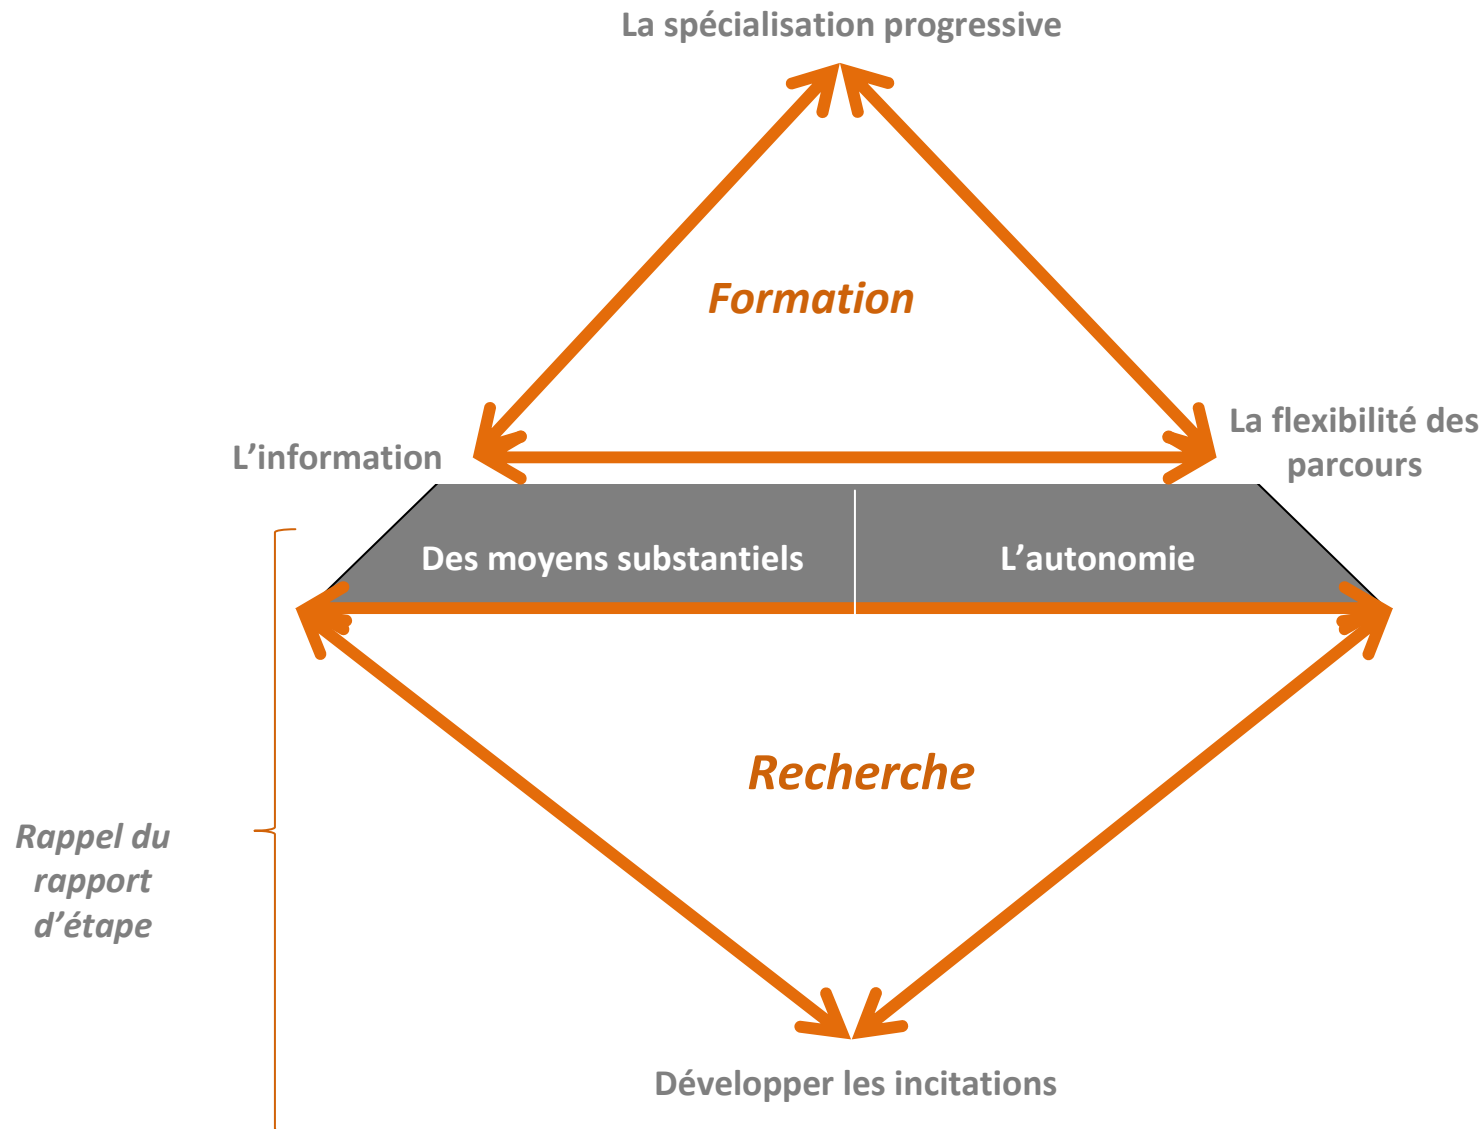 La spécialisation progressive
Formation
L’information
La flexibilité des
parcours
Des moyens substantiels
L’autonomie
Recherche
Rappel du
rapport
d’étape
Développer les incitations